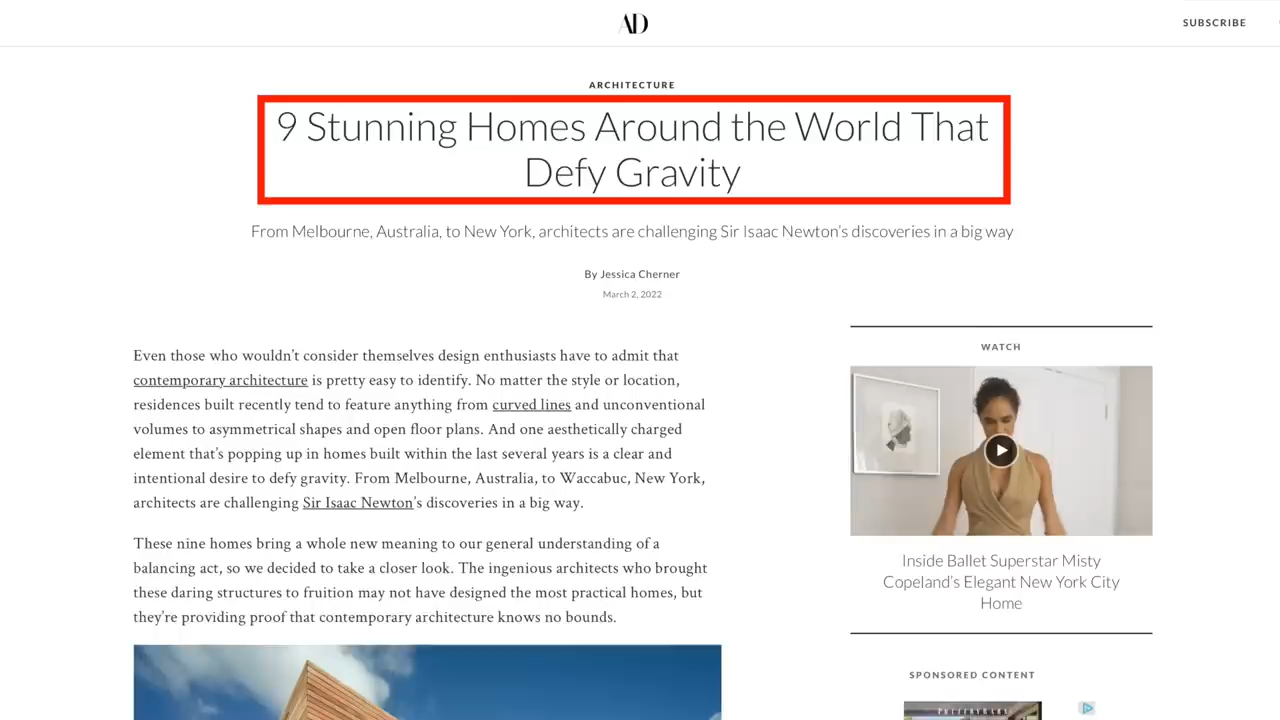 AD
SUBSCRIBE
ARCHITECTURE
9 Stunning Homes Around the World That
Defy Gravity
From Melbourne, Australia, to New York, architects are challenging Sir Isaac Newton’s discoveries in a big way
By Jessica Cherner
March 2, 2022
Even those who wouldn’t consider themselves design enthusiasts have to admit that
contemporary architecture is pretty easy to identify. No matter the style or location,
residences built recently tend to feature anything from curved lines and unconventional
volumes to asymmetrical shapes and open floor plans. And one aesthetically charged
element that’s popping up in homes built within the last several years is a clear and
intentional desire to defy gravity. From Melbourne, Australia, to Waccabuc, New York,
architects are challenging Sir Isaac Newton’s discoveries in a big way.
These nine homes bring a whole new meaning to our general understanding of a
balancing act, so we decided to take a closer look. The ingenious architects who brought
these daring structures to fruition may not have designed the most practical homes, but
they’re providing proof that contemporary architecture knows no bounds.
WATCH
Inside Ballet Superstar Misty
Copeland’s Elegant New York City
Home
SPONSORED CONTENT